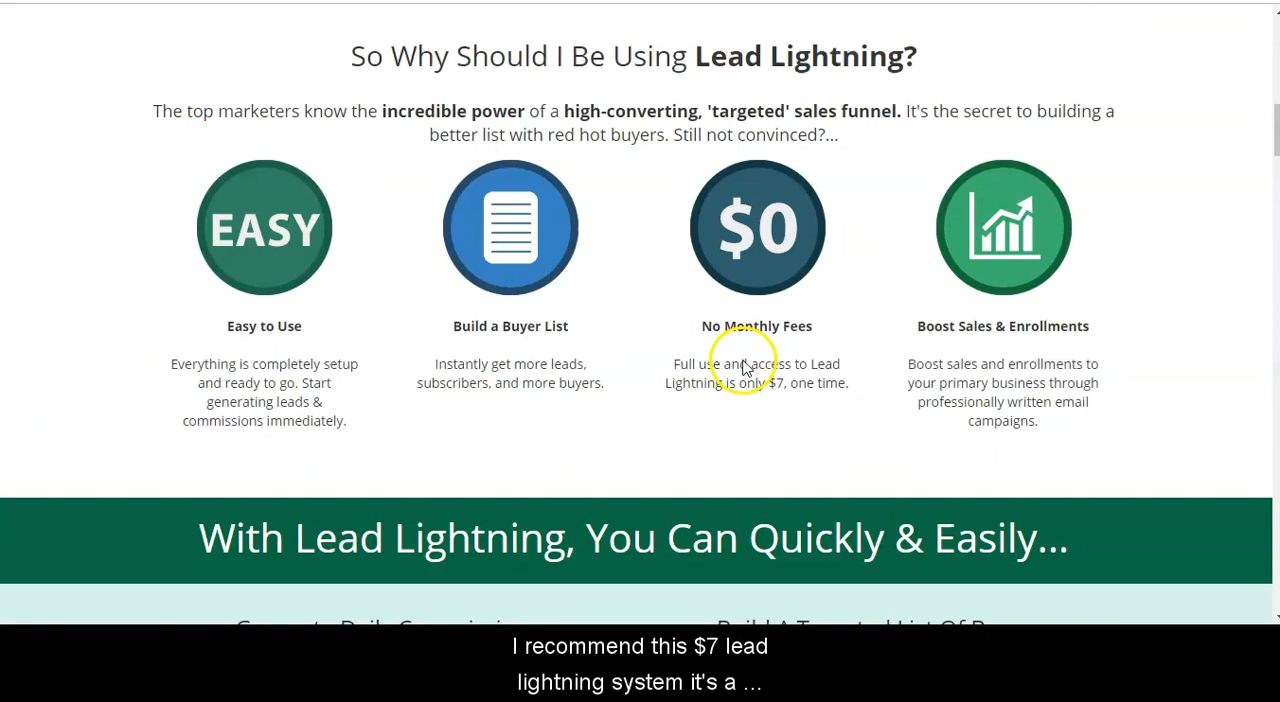 So Why Should I Be Using Lead Lightning?
The top marketers know the incredible power of a high-converting, 'targeted' sales funnel. It's the secret to building a
better list with red hot buyers. Still not convinced?...
EASY
$0
Easy to Use
Everything is completely setup
and ready to go. Start
generating leads &
commissions immediately.
Build a Buyer List
Instantly get more leads,
subscribers, and more buyers.
No Monthly Fees
Full use and access to Lead
Lightning is only $7, one time.
Boost Sales & Enrollments
Boost sales and enrollments to
your primary business through
professionally written email
campaigns.
With Lead Lightning, You Can Quickly & Easily...
I recommend this $7 lead
lightning system it's a ...